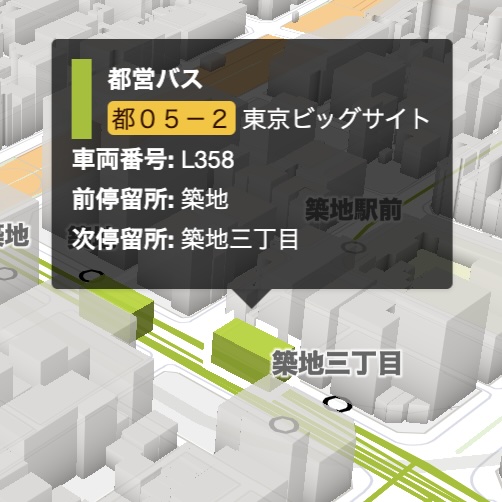 都営バス
都０５－２ 東京ビッグサイト
車両番号: L358
前停留所: 築地
次停留所: 築地三丁目
築地駅前
築地
築地三丁目